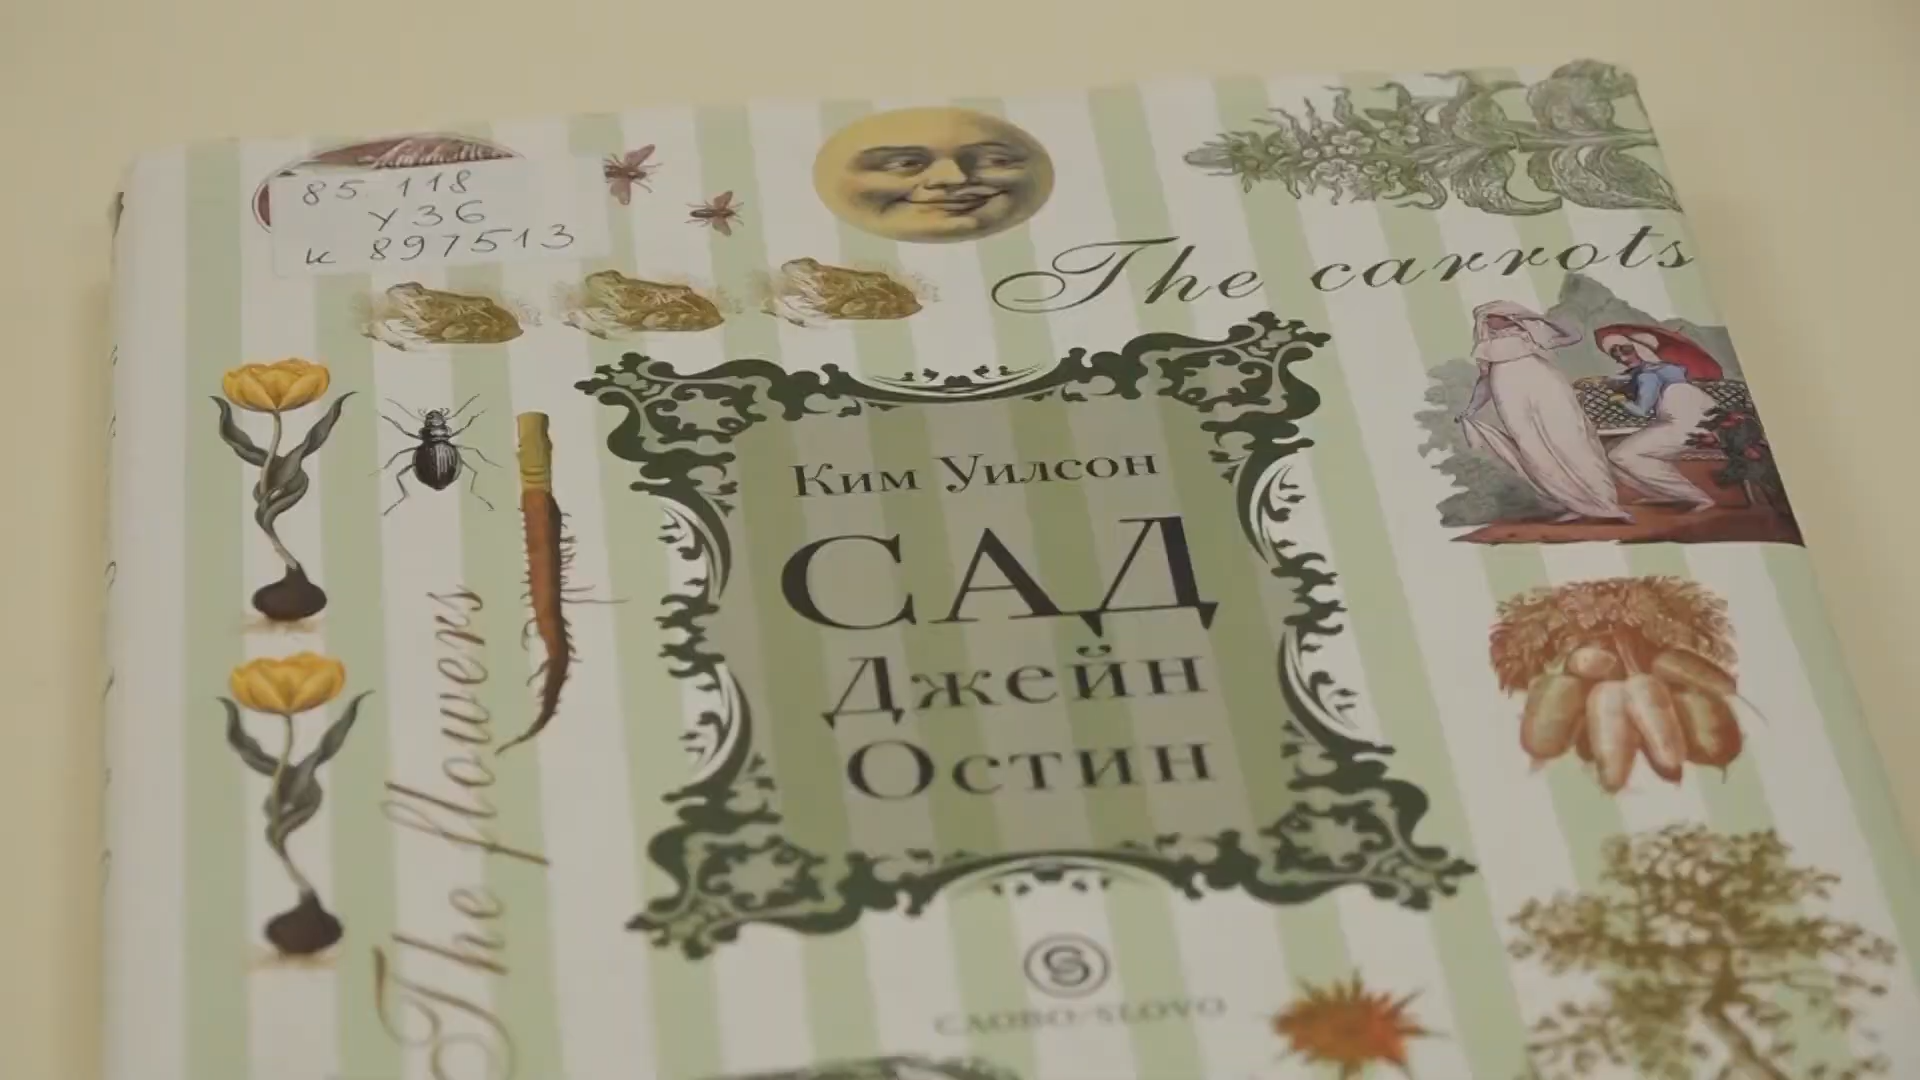 85.118
У36
к 897513
The carrots
Ким Уилсон
САД
Джейн
Остин
The flowers
СЛОВО/SLOVO